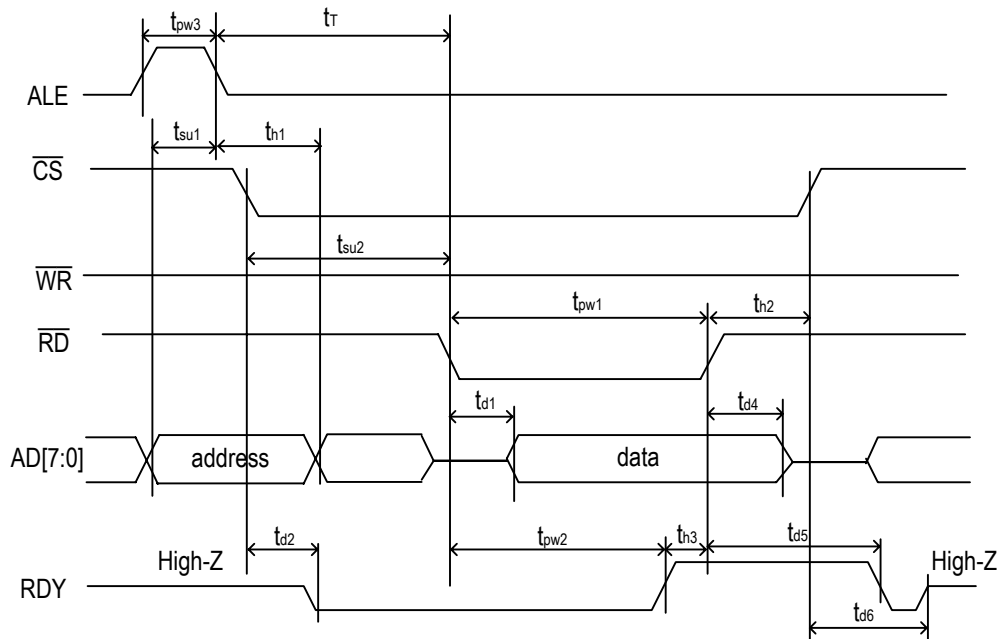 tpw3 tT
ALE
tsu1 th1
CS
tsu2
WR
tpw1 th2
RD
td1 td4
AD[7:0] address data
td2 tpw2 th3 td5
High-Z High-Z
RDY
td6